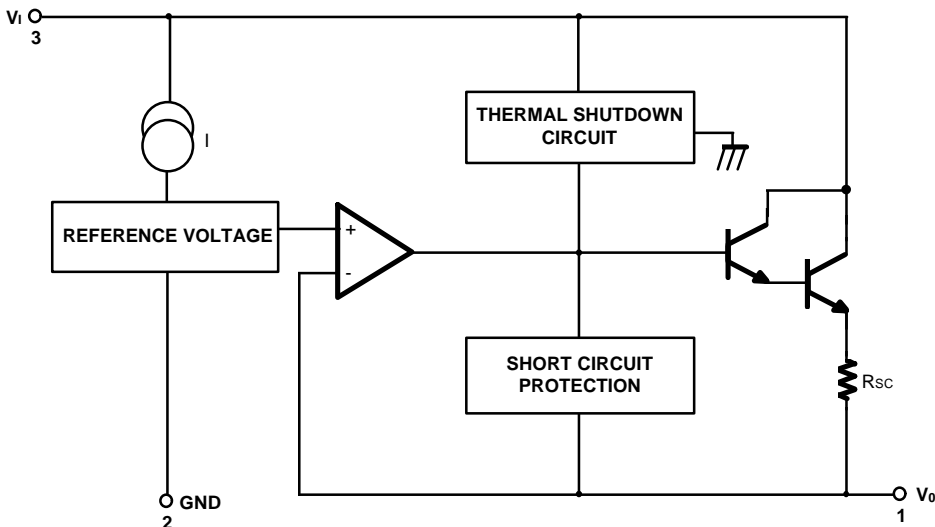 VI
3
THERMAL SHUTDOWN
CIRCUIT
I
REFERENCE VOLTAGE
+
-
SHORT CIRCUIT
PROTECTION
RSC
GND
2
V0
1